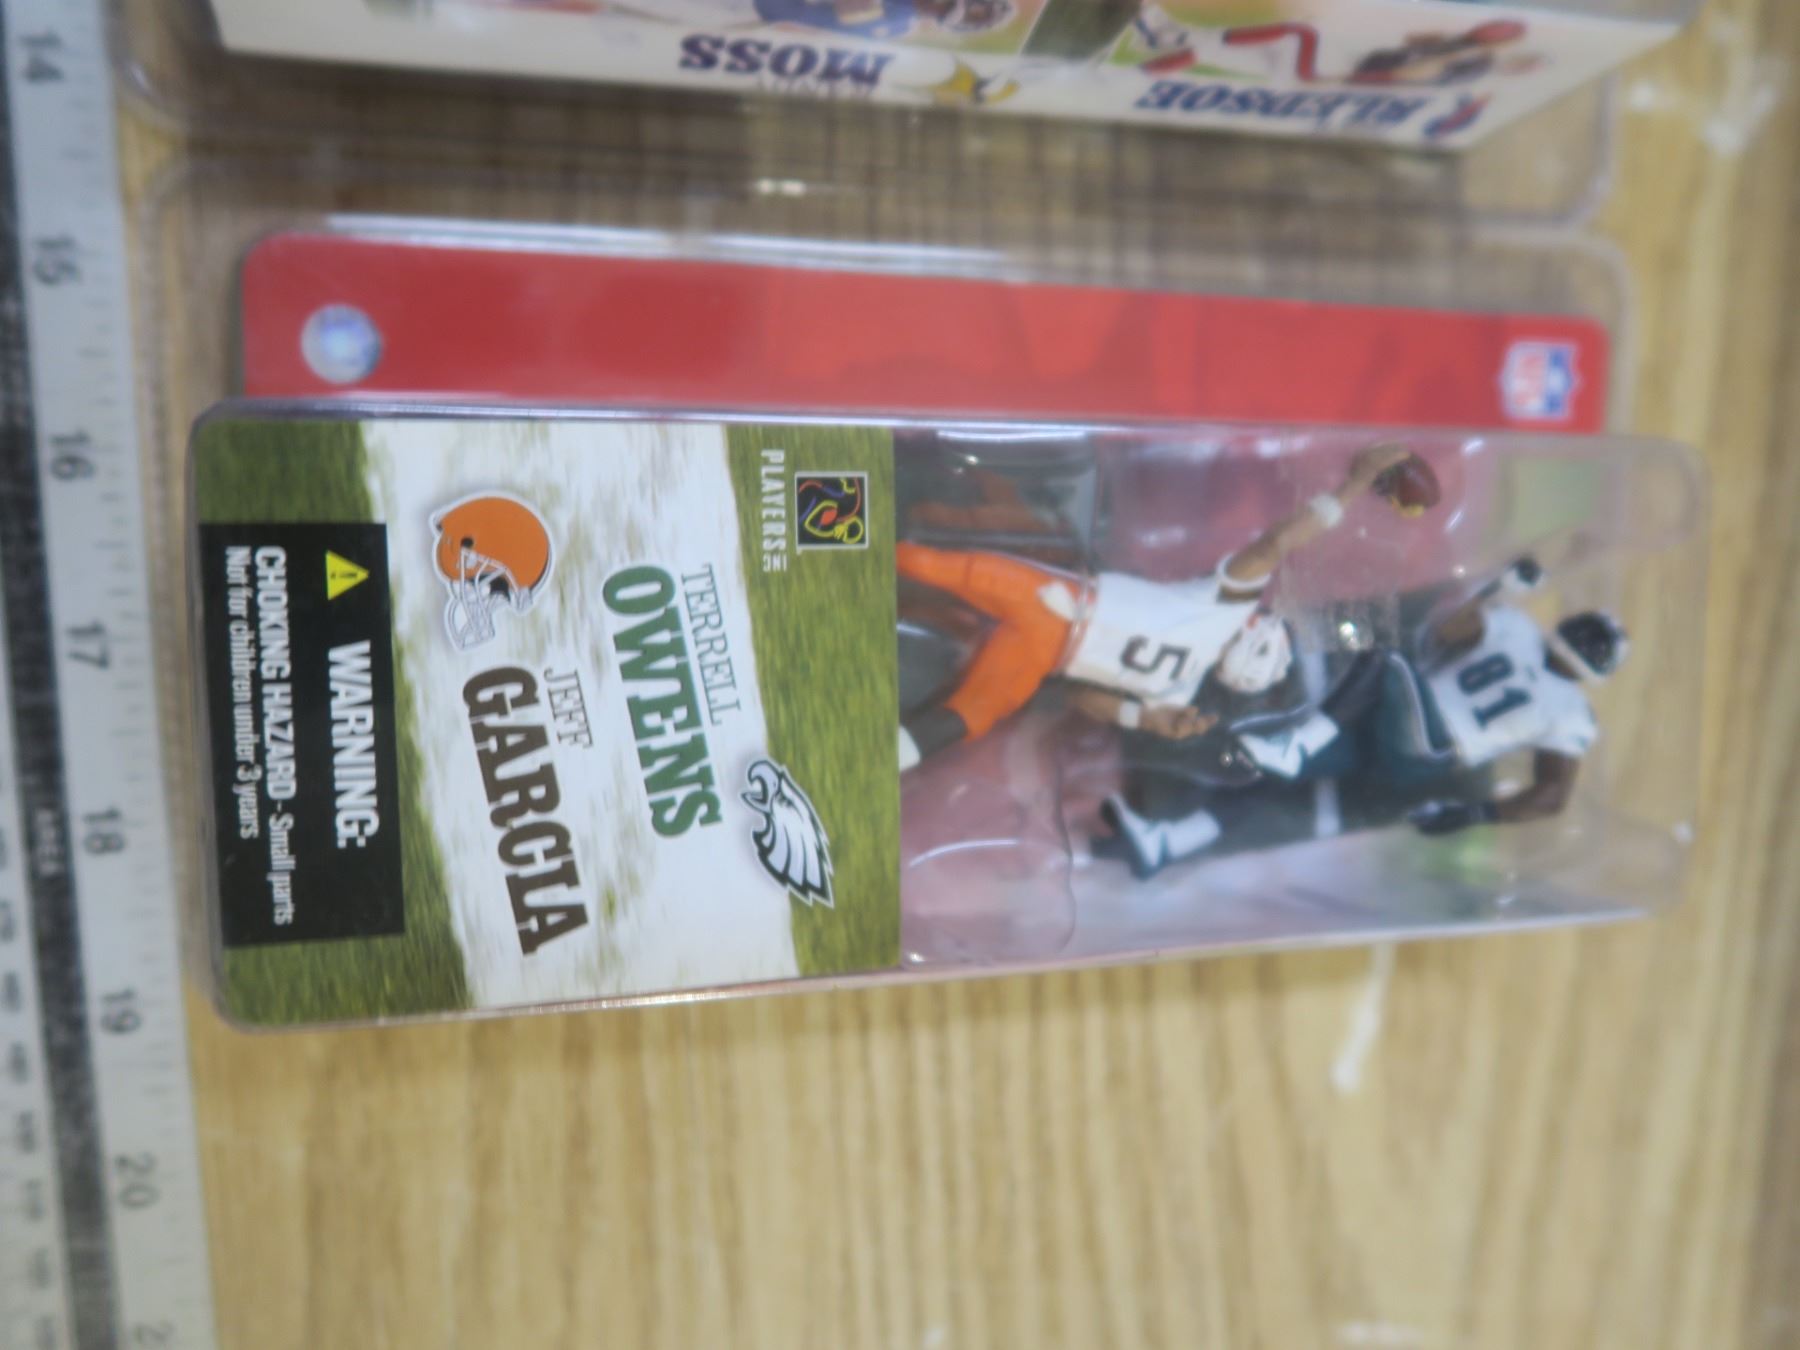 MOSS
BLEDSOE
NFL
PLAYERS INC
TERRELL
OWENS
JEFF
GARCIA
WARNING:
CHOKING HAZARD - Small parts
Not for children under 3 years
5
81
14
15
16
17
18
19
20